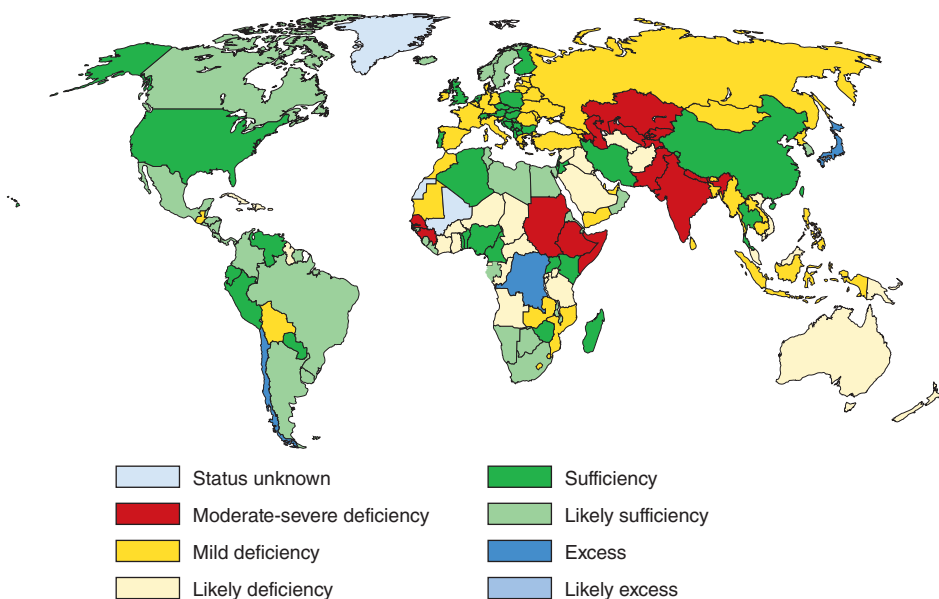 Status unknown
Moderate-severe deficiency
Mild deficiency
Likely deficiency
Sufficiency
Likely sufficiency
Excess
Likely excess